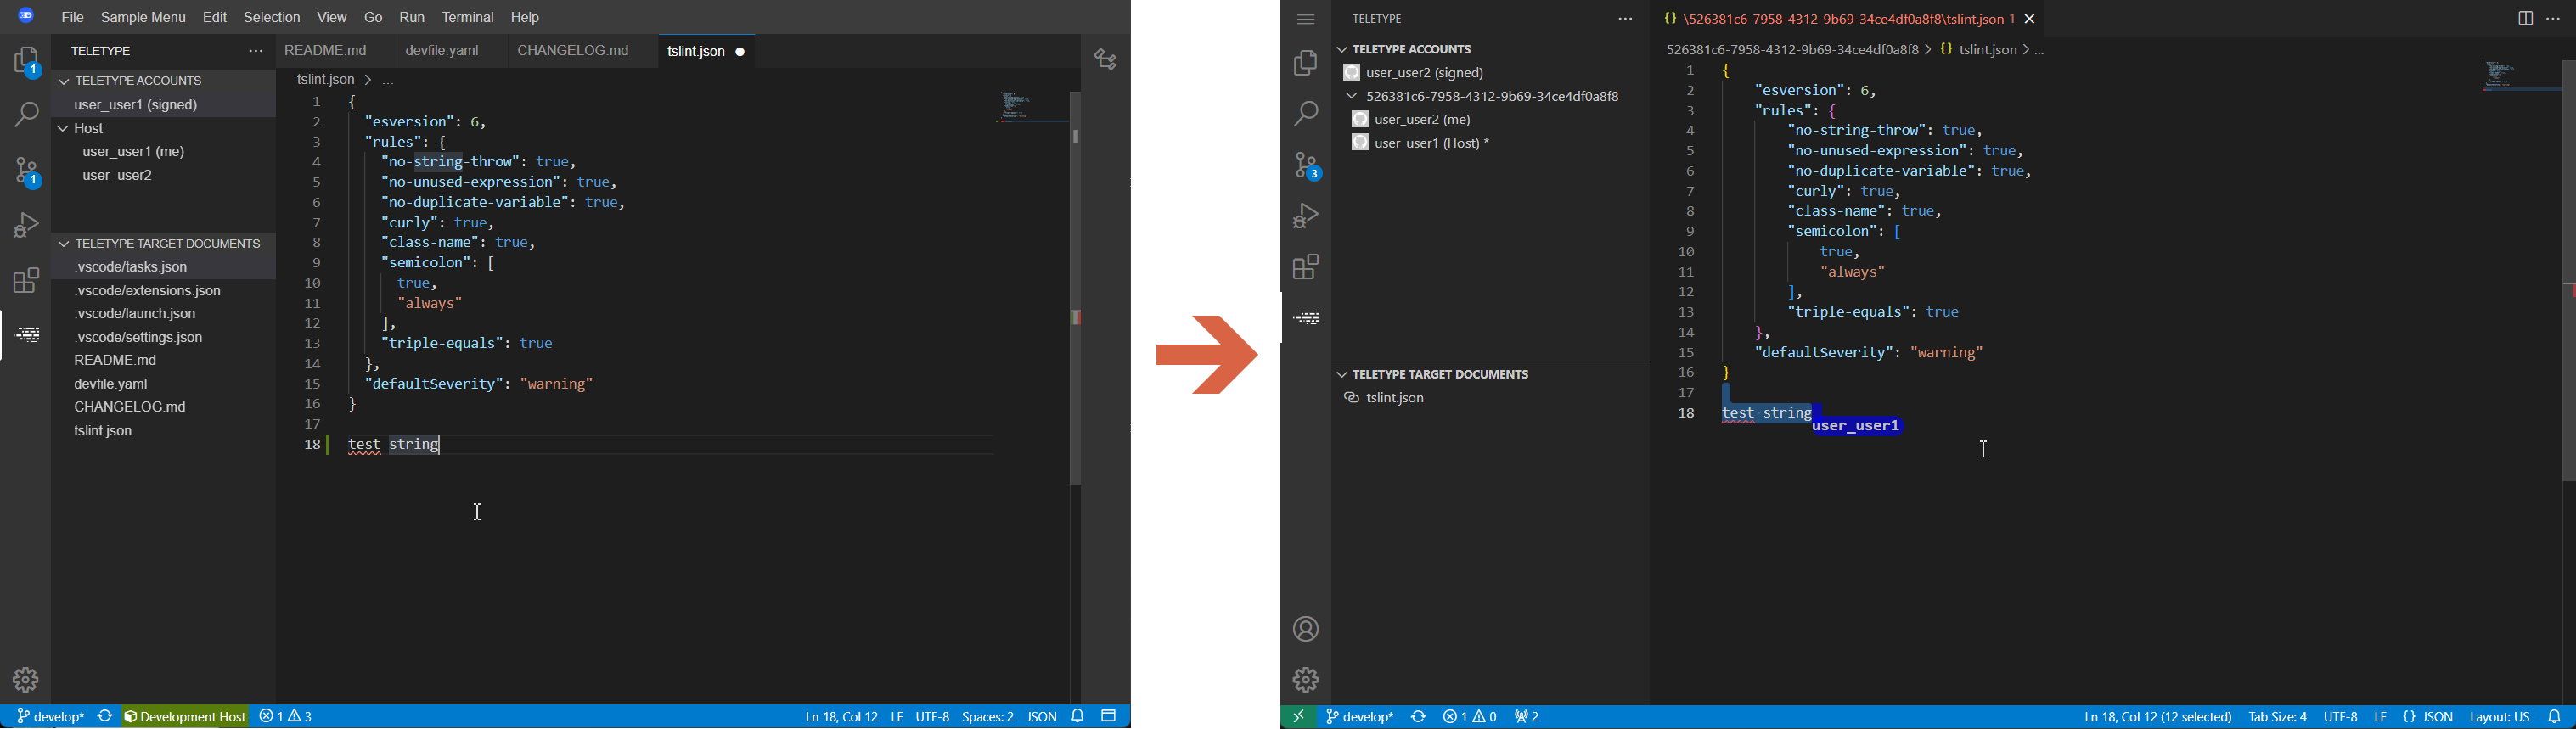 File Sample Menu Edit Selection View Go Run Terminal Help
TELETYPE ...
README.md devfile.yaml CHANGELOG.md tslint.json
1
TELETYPE ACCOUNTS
user_user1 (signed)
Host
user_user1 (me)
user_user2
1
TELETYPE TARGET DOCUMENTS
.vscode/tasks.json
.vscode/extensions.json
.vscode/launch.json
.vscode/settings.json
README.md
devfile.yaml
CHANGELOG.md
tslint.json
tslint.json > ...
1 {
2 "esversion": 6,
3 "rules": {
4 "no-string-throw": true,
5 "no-unused-expression": true,
6 "no-duplicate-variable": true,
7 "curly": true,
8 "class-name": true,
9 "semicolon": [
10 true,
11 "always"
12 ],
13 "triple-equals": true
14 },
15 "defaultSeverity": "warning"
16 }
17
18 test string
develop* Development Host 1 3 Ln 18, Col 12 LF UTF-8 Spaces: 2 JSON
TELETYPE ...
TELETYPE ACCOUNTS
user_user2 (signed)
526381c6-7958-4312-9b69-34ce4df0a8f8
user_user2 (me)
user_user1 (Host) *
3
TELETYPE TARGET DOCUMENTS
tslint.json
{} \526381c6-7958-4312-9b69-34ce4df0a8f8\tslint.json 1 ...
526381c6-7958-4312-9b69-34ce4df0a8f8 > {} tslint.json > ...
1 {
2 "esversion": 6,
3 "rules": {
4 "no-string-throw": true,
5 "no-unused-expression": true,
6 "no-duplicate-variable": true,
7 "curly": true,
8 "class-name": true,
9 "semicolon": [
10 true,
11 "always"
12 ],
13 "triple-equals": true
14 },
15 "defaultSeverity": "warning"
16 }
17
18 test string
user_user1
develop* 1 0 2 Ln 18, Col 12 (12 selected) Tab Size: 4 UTF-8 LF {} JSON Layout: US